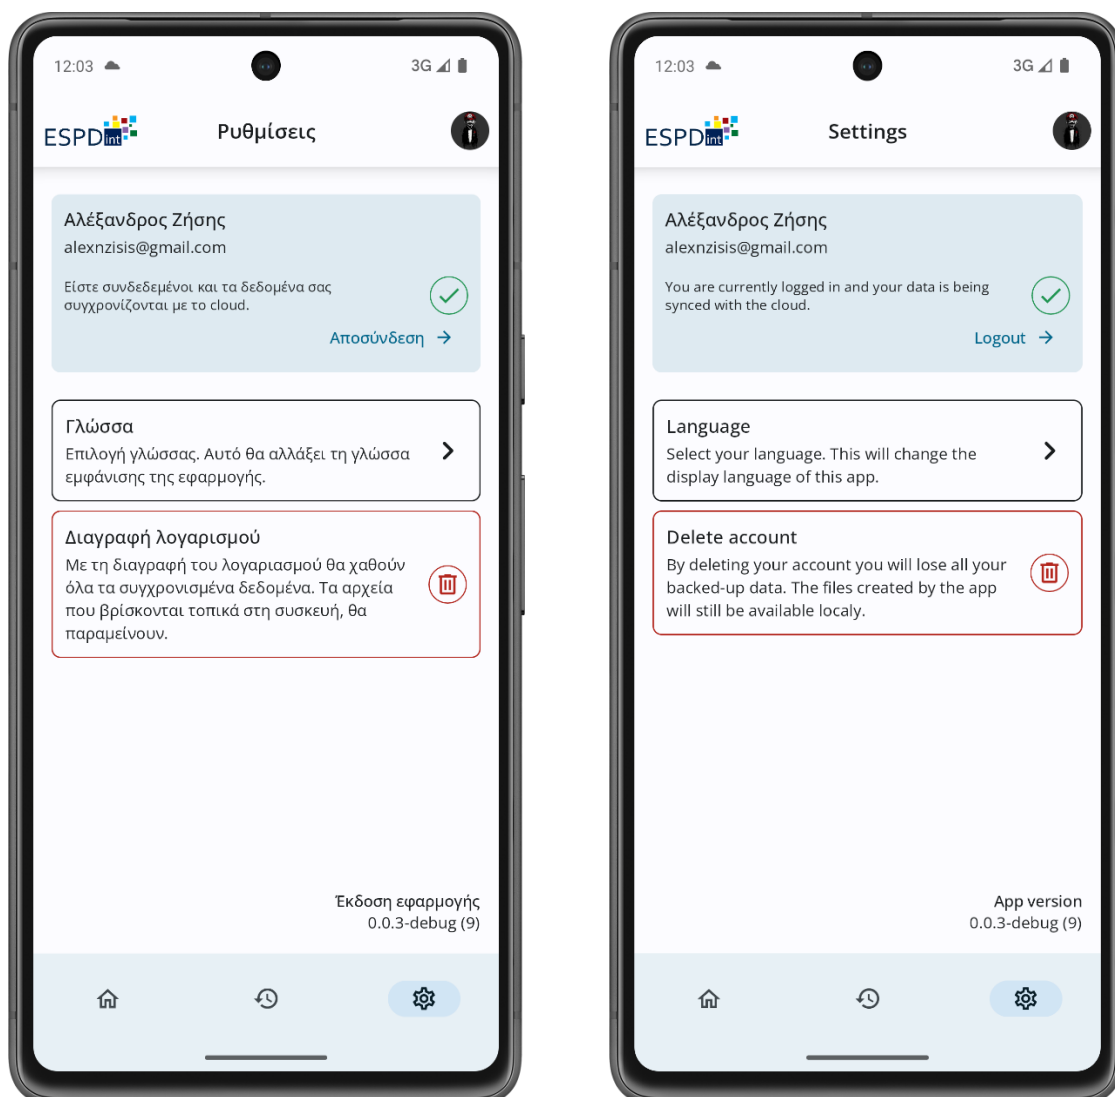 12:03
3G
ESPDint
Ρυθμίσεις
Αλέξανδρος Ζήσης
alexnzisis@gmail.com
Είστε συνδεδεμένοι και τα δεδομένα σας
συγχρονίζονται με το cloud.
Αποσύνδεση
Γλώσσα
Επιλογή γλώσσας. Αυτό θα αλλάξει τη γλώσσα
εμφάνισης της εφαρμογής.
Διαγραφή λογαρισμού
Με τη διαγραφή του λογαριασμού θα χαθούν
όλα τα συγχρονισμένα δεδομένα. Τα αρχεία
που βρίσκονται τοπικά στη συσκευή, θα
παραμείνουν.
Έκδοση εφαρμογής
0.0.3-debug (9)
12:03
3G
ESPDint
Settings
Αλέξανδρος Ζήσης
alexnzisis@gmail.com
You are currently logged in and your data is being
synced with the cloud.
Logout
Language
Select your language. This will change the
display language of this app.
Delete account
By deleting your account you will lose all your
backed-up data. The files created by the app
will still be available localy.
App version
0.0.3-debug (9)